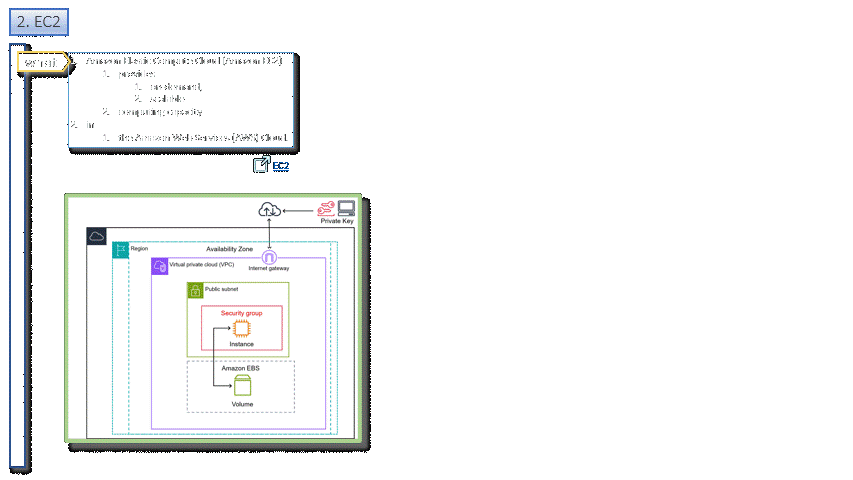 2. EC2
what
1. Amazon Elastic Compute Cloud (Amazon EC2)
1. provides
1. on-demand,
2. scalable
2. computing capacity
2. in
1. the Amazon Web Services (AWS) Cloud.
EC2
Private Key
Region
Availability Zone
Virtual private cloud (VPC)
Internet gateway
Public subnet
Security group
Instance
Amazon EBS
Volume